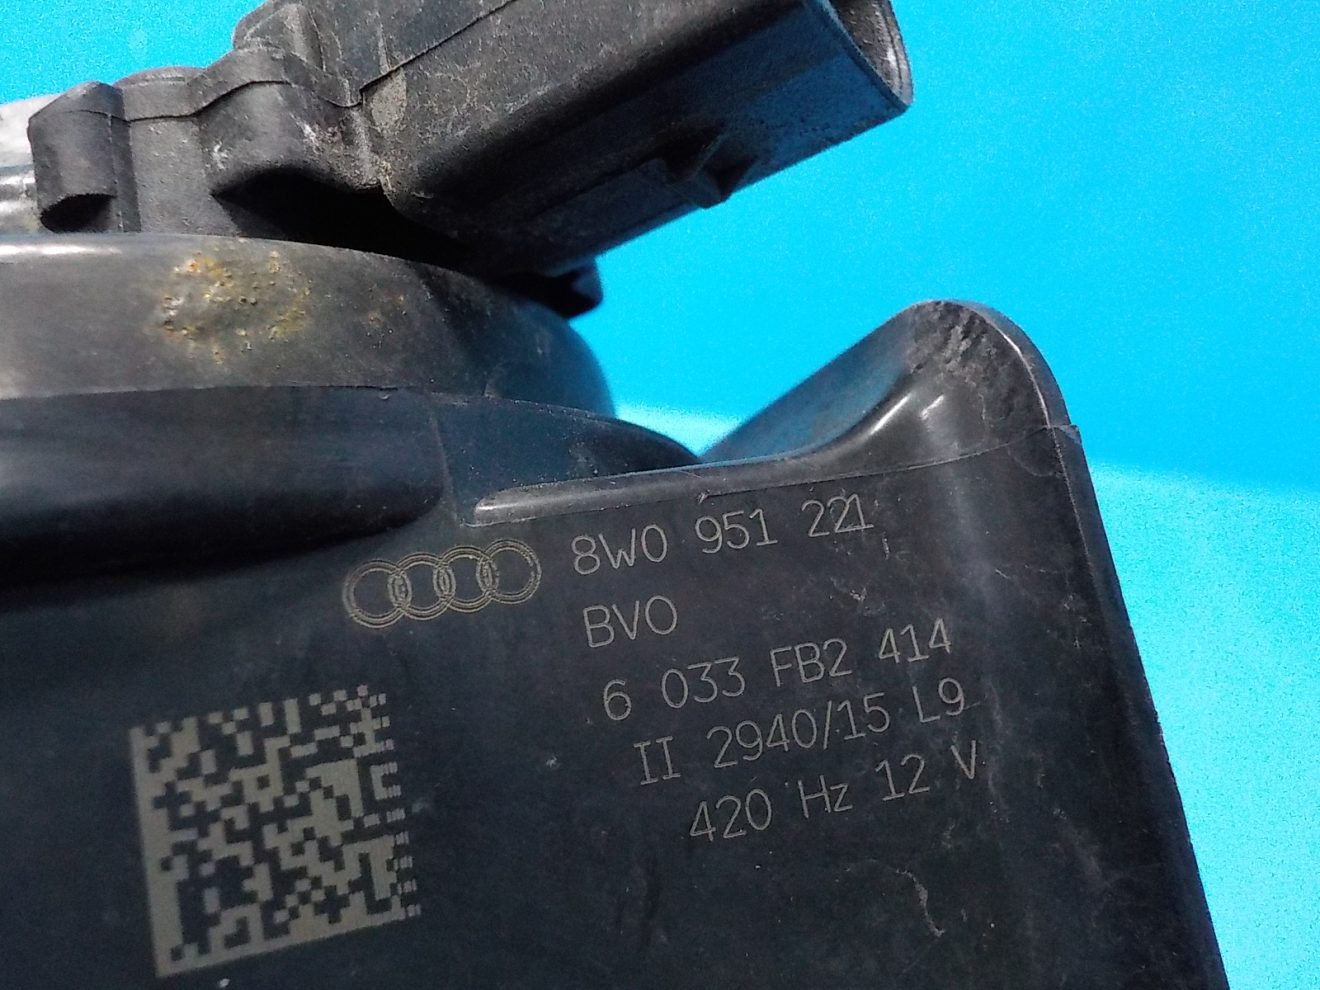 8W0 951 221
BVO
6 033 FB2 414
II 2940/15 L9
420 Hz 12 V